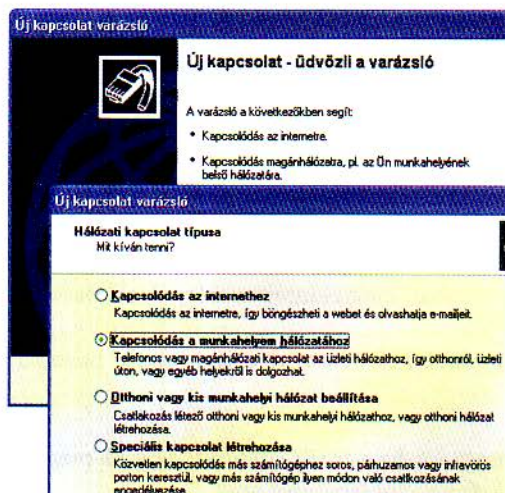 Új kapcsolat varázsló
Új kapcsolat - üdvözli a varázsló
A varázsló a következőkben segít:
* Kapcsolódás az internetre.
* Kapcsolódás magánhálózatra, pl. az Ön munkahelyének
belső hálózatára.
Új kapcsolat varázsló
Hálózati kapcsolat típusa
Mit kíván tenni?
Kapcsolódás az internethez
Kapcsolódás az internetre, így böngészheti a webet és olvashatja e-mailjeit.
Kapcsolódás a munkahelyem hálózatához
Telefonos vagy magánhálózati kapcsolat az üzleti hálózathoz, így otthonról, üzleti
úton, vagy egyéb helyekről is dolgozhat.
Otthoni vagy kis munkahelyi hálózat beállítása
Csatlakozás létező otthoni vagy kis munkahelyi hálózathoz, vagy otthoni hálózat
létrehozása.
Speciális kapcsolat létrehozása
Közvetlen kapcsolódás más számítógéphez soros, párhuzamos vagy infravörös
porton keresztül, vagy más számítógép ilyen módon való csatkozásának
engedélyezése.